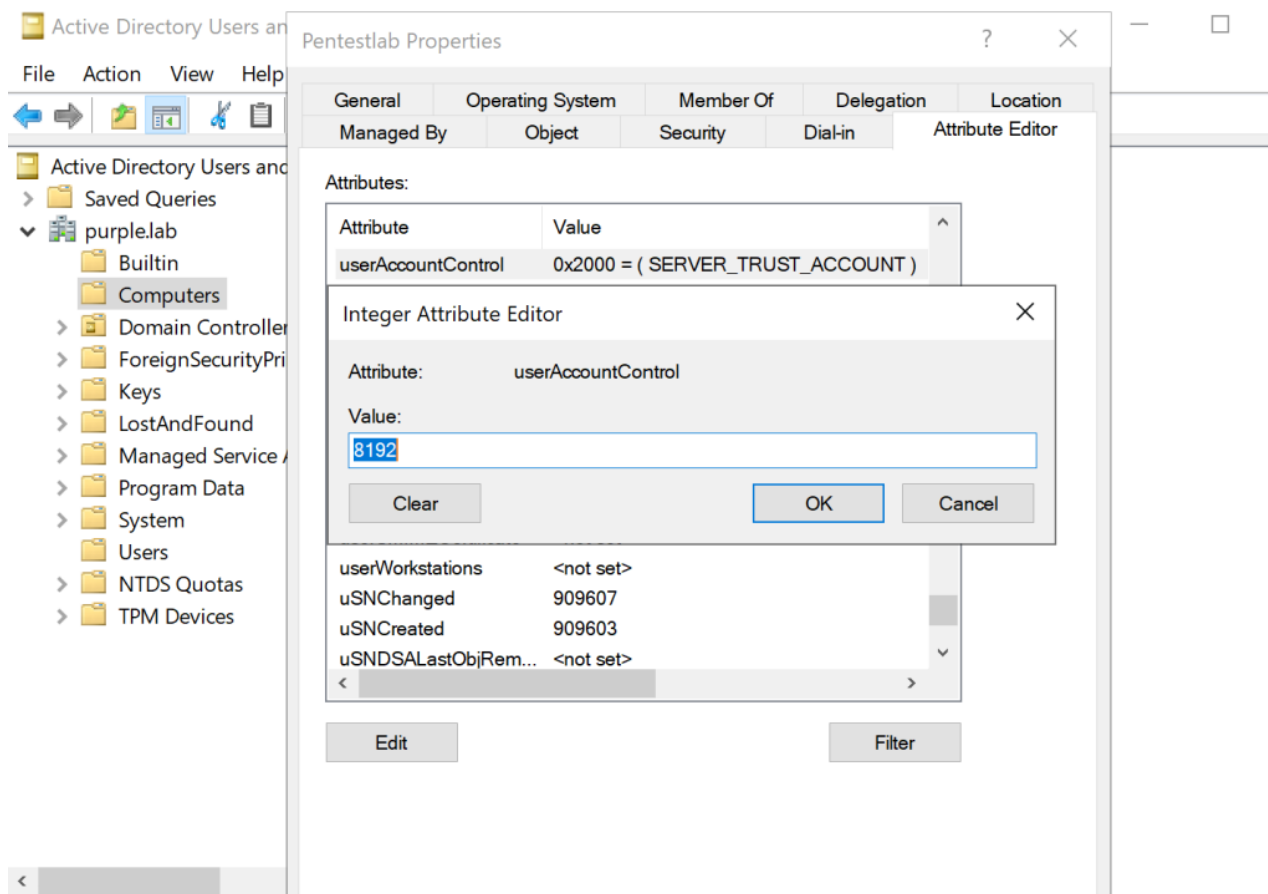 Active Directory Users an
Pentestlab Properties
File Action View Help
General Operating System Member Of Delegation Location
Managed By Object Security Dial-in Attribute Editor
Active Directory Users and
Saved Queries
purple.lab
Builtin
Computers
Domain Controller
ForeignSecurityPri
Keys
LostAndFound
Managed Service A
Program Data
System
Users
NTDS Quotas
TPM Devices
Attributes:
Attribute Value
userAccountControl 0x2000 = ( SERVER_TRUST_ACCOUNT )
Integer Attribute Editor
Attribute: userAccountControl
Value:
8192
Clear OK Cancel
userWorkstations <not set>
uSNChanged 909607
uSNCreated 909603
uSNDSALastObjRem... <not set>
Edit Filter